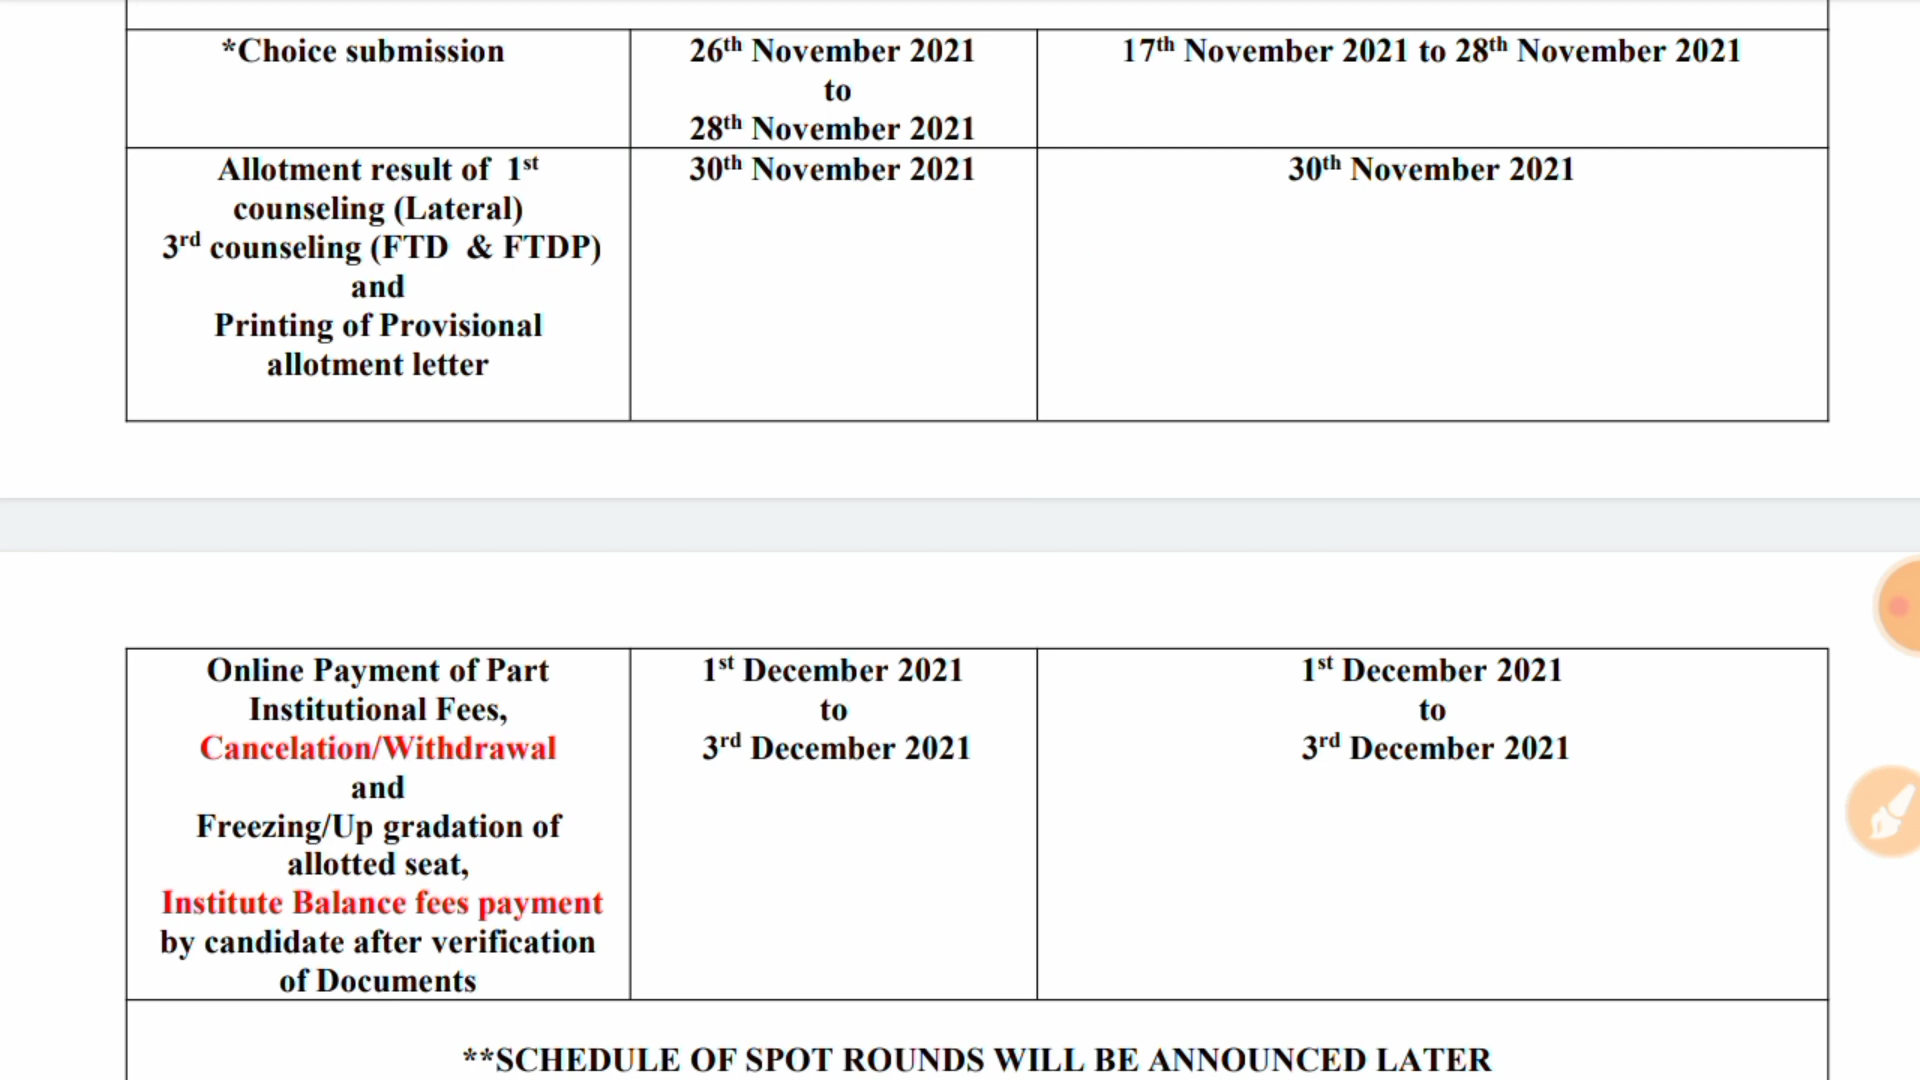 *Choice submission
26th November 2021
to
28th November 2021
17th November 2021 to 28th November 2021
Allotment result of 1st
counseling (Lateral)
3rd counseling (FTD & FTDP)
and
Printing of Provisional
allotment letter
30th November 2021
30th November 2021
Online Payment of Part
Institutional Fees,
Cancelation/Withdrawal
and
Freezing/Up gradation of
allotted seat,
Institute Balance fees payment
by candidate after verification
of Documents
1st December 2021
to
3rd December 2021
1st December 2021
to
3rd December 2021
**SCHEDULE OF SPOT ROUNDS WILL BE ANNOUNCED LATER